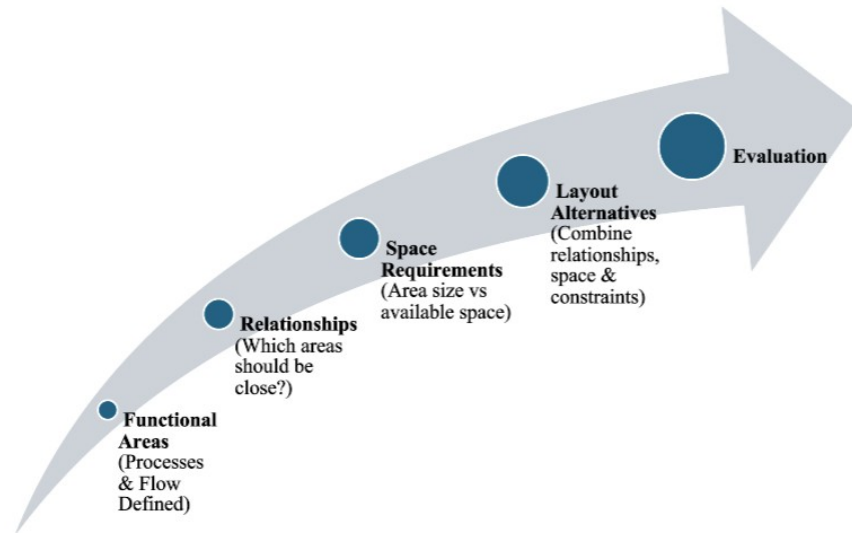 Functional
Areas
(Processes
& Flow
Defined)
Relationships
(Which areas
should be
close?)
Space
Requirements
(Area size vs
available space)
Layout
Alternatives
(Combine
relationships,
space &
constraints)
Evaluation